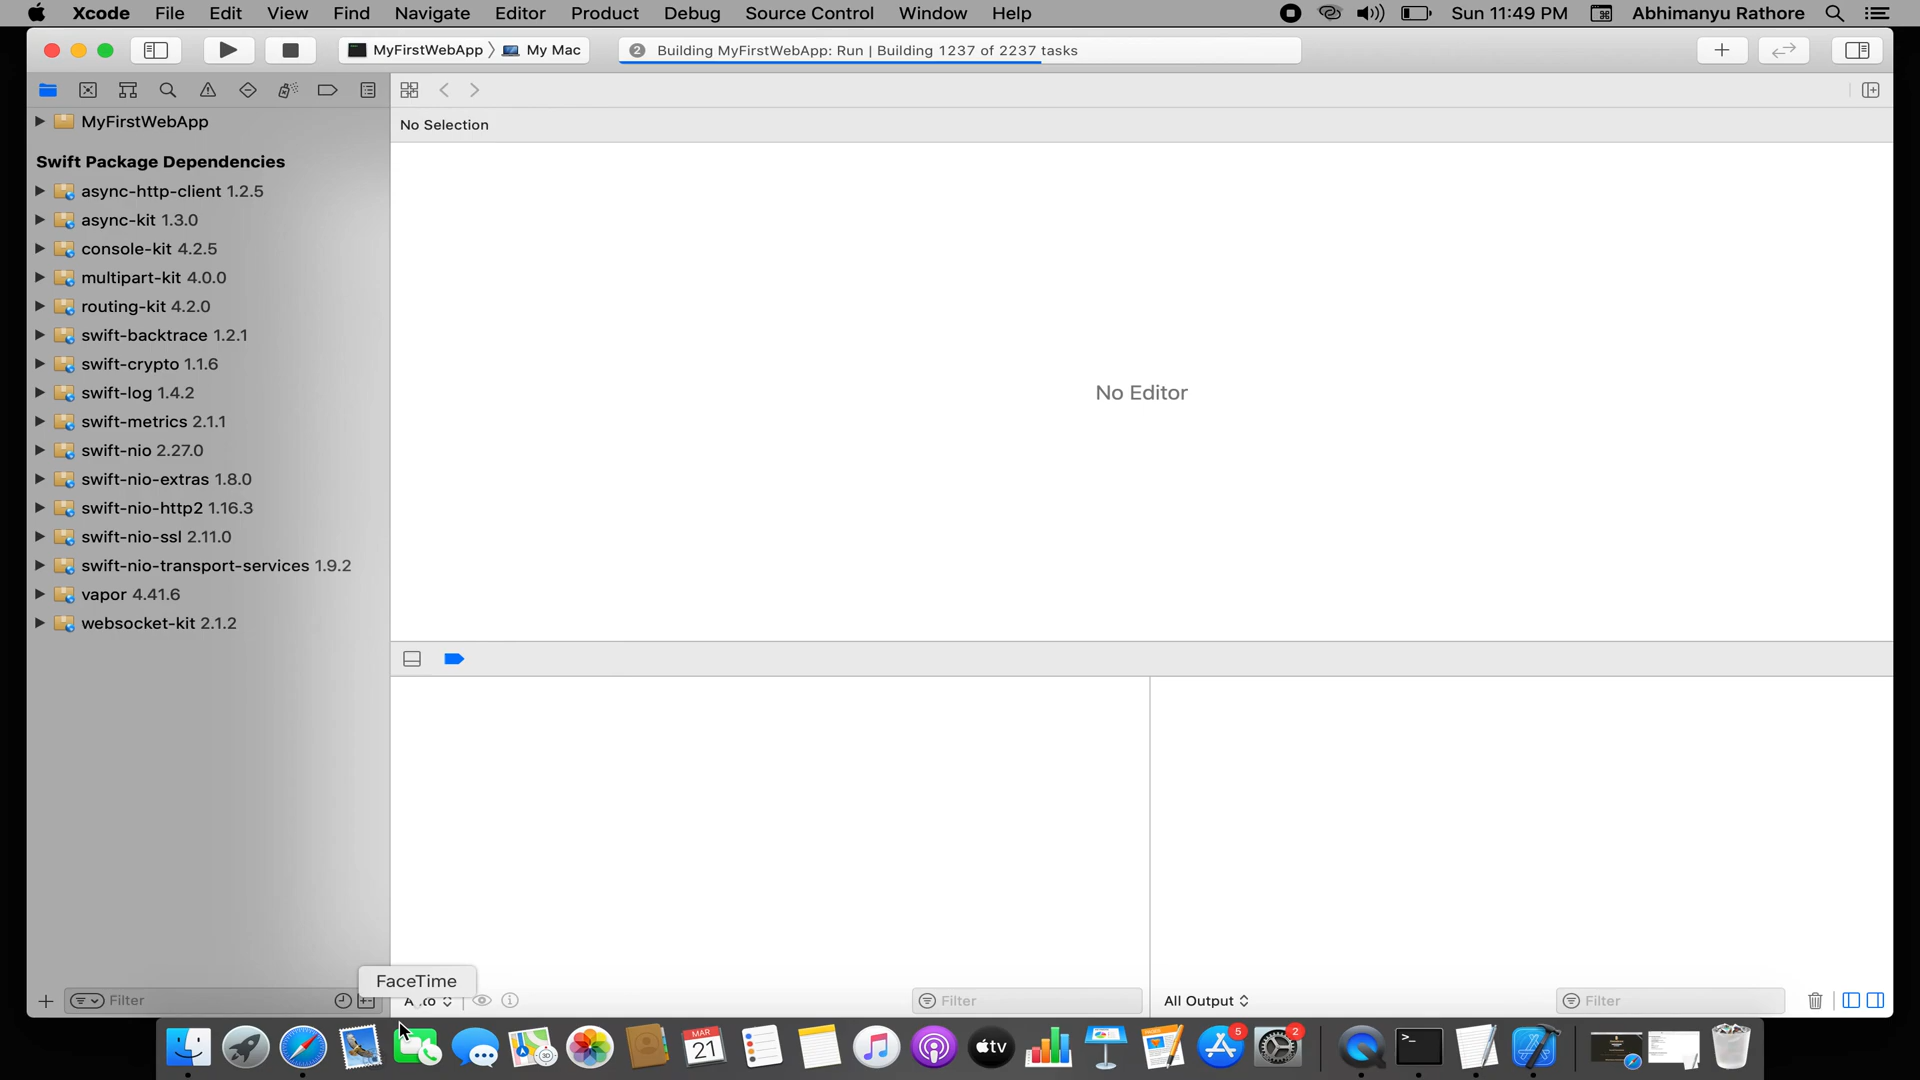 Xcode File Edit View Find Navigate Editor Product Debug Source Control Window Help Sun 11:49 PM Abhimanyu Rathore
MyFirstWebApp 〉 My Mac 2 Building MyFirstWebApp: Run | Building 1237 of 2237 tasks
MyFirstWebApp
No Selection
Swift Package Dependencies
async-http-client 1.2.5
async-kit 1.3.0
console-kit 4.2.5
multipart-kit 4.0.0
routing-kit 4.2.0
swift-backtrace 1.2.1
swift-crypto 1.1.6
swift-log 1.4.2
swift-metrics 2.1.1
swift-nio 2.27.0
swift-nio-extras 1.8.0
swift-nio-http2 1.16.3
swift-nio-ssl 2.11.0
swift-nio-transport-services 1.9.2
vapor 4.41.6
websocket-kit 2.1.2
No Editor
FaceTime
Filter Filter All Output Filter
MAR
21
3D
tv
5
2
>_